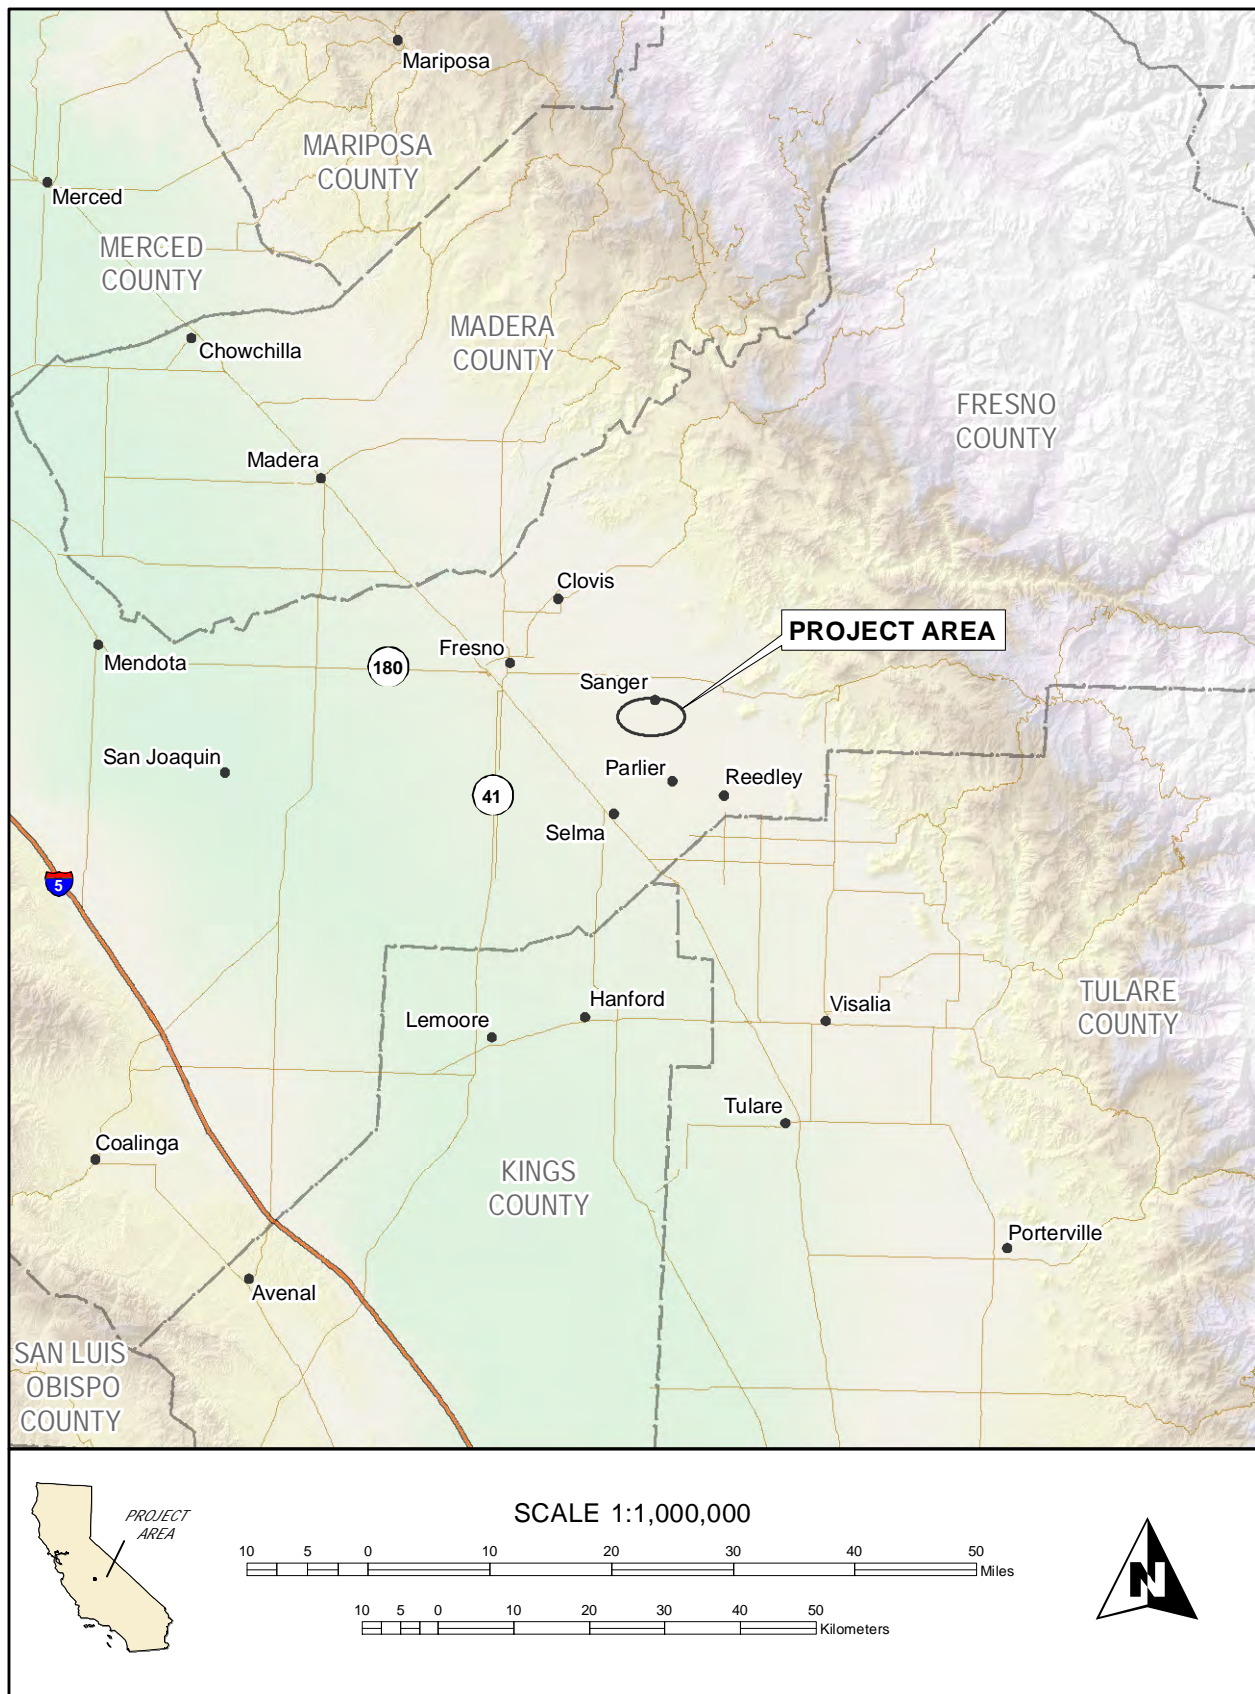 Mariposa
MARIPOSA
COUNTY
Merced
MERCED
COUNTY
MADERA
COUNTY
Chowchilla
FRESNO
COUNTY
Madera
Clovis
PROJECT AREA
Fresno
Mendota
180
Sanger
San Joaquin
Parlier
Reedley
41
Selma
5
TULARE
COUNTY
Hanford
Visalia
Lemoore
Tulare
Coalinga
KINGS
COUNTY
Porterville
Avenal
SAN LUIS
OBISPO
COUNTY
PROJECT
AREA
SCALE 1:1,000,000
10 5 0 10 20 30 40 50
Miles
10 5 0 10 20 30 40 50
Kilometers
N